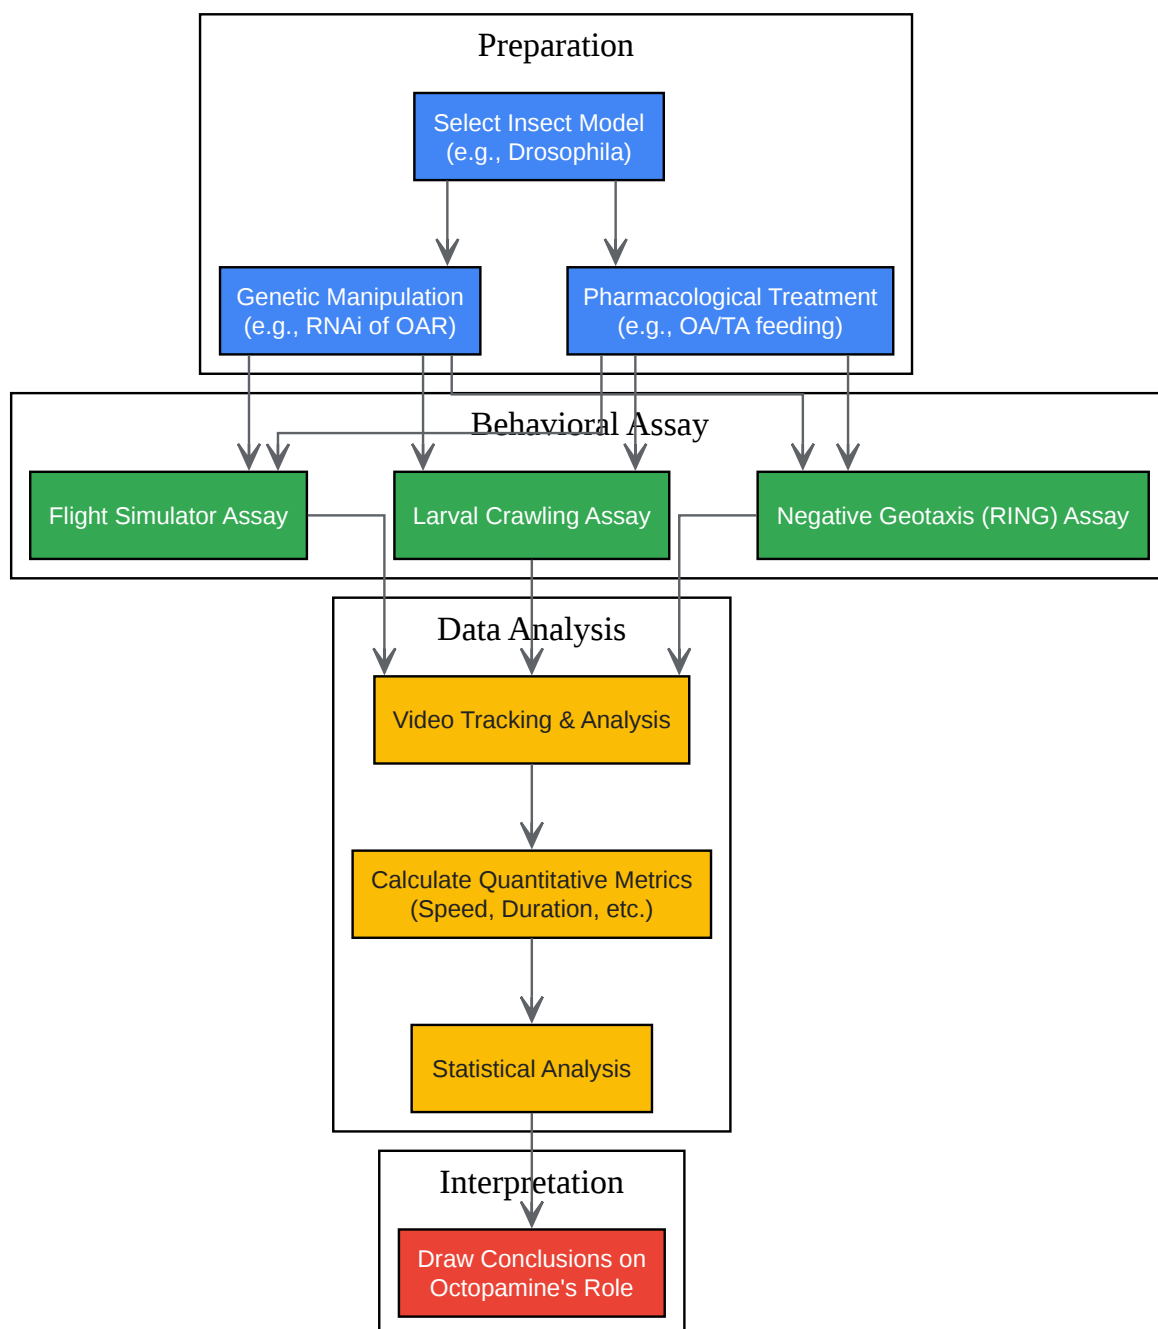 Preparation
Select Insect Model
(e.g., Drosophila)
Genetic Manipulation
(e.g., RNAi of OAR)
Pharmacological Treatment
(e.g., OA/TA feeding)
Behavioral Assay
Flight Simulator Assay
Larval Crawling Assay
Negative Geotaxis (RING) Assay
Data Analysis
Video Tracking & Analysis
Calculate Quantitative Metrics
(Speed, Duration, etc.)
Statistical Analysis
Interpretation
Draw Conclusions on
Octopamine's Role